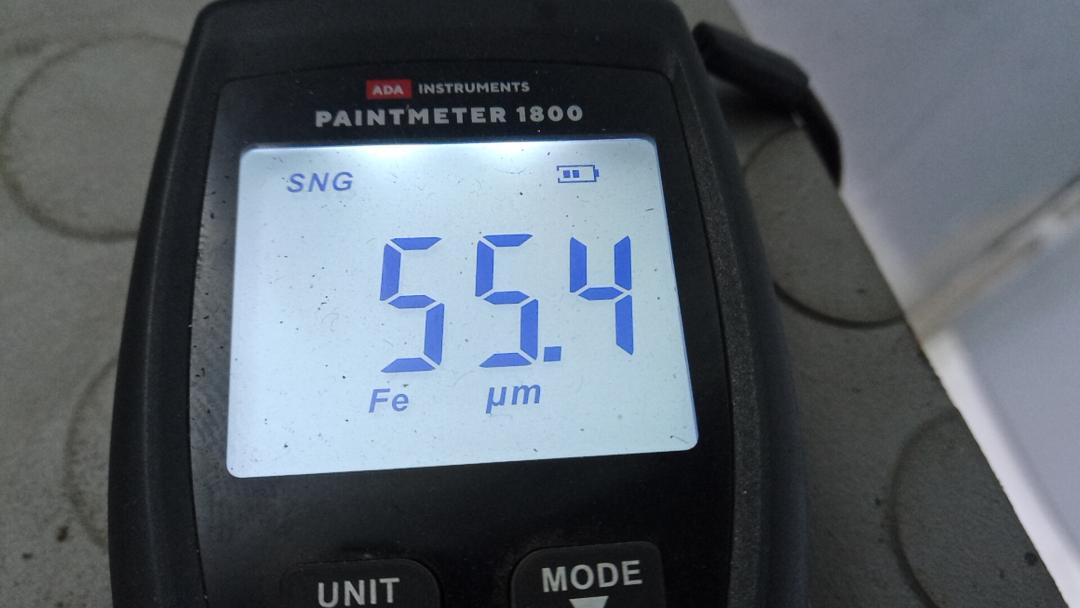 ADA INSTRUMENTS
PAINTMETER 1800
SNG
55.4
Fe µm
UNIT MODE